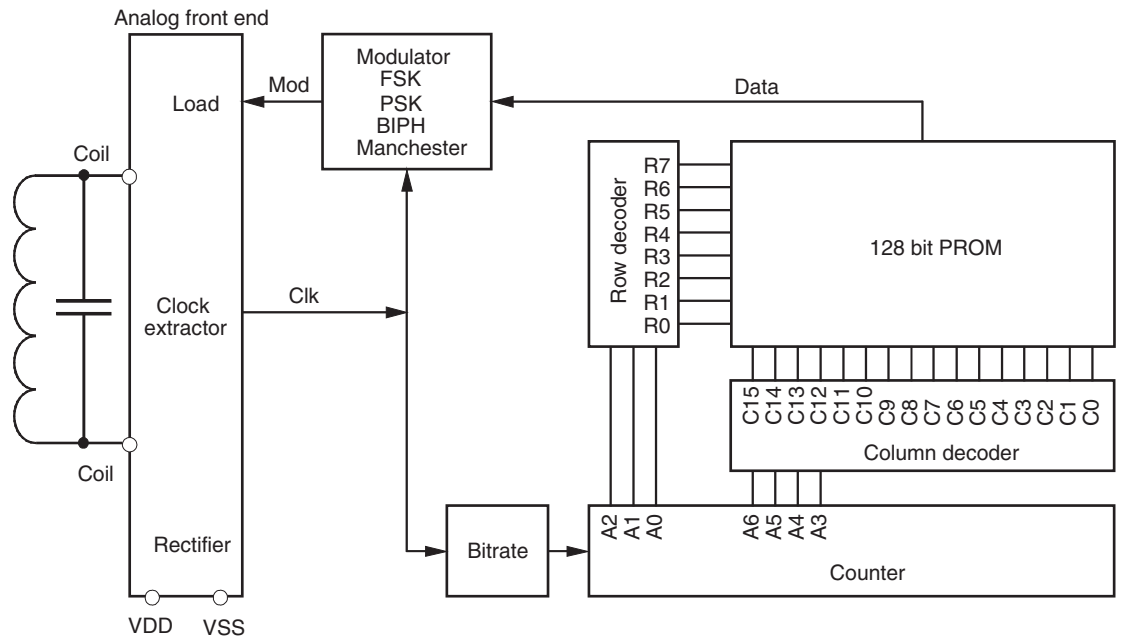 Analog front end
Load
Clock
extractor
Rectifier
Coil
Coil
VDD
VSS
Mod
Modulator
FSK
PSK
BIPH
Manchester
Data
Clk
Row decoder
R7
R6
R5
R4
R3
R2
R1
R0
128 bit PROM
C15
C14
C13
C12
C11
C10
C9
C8
C7
C6
C5
C4
C3
C2
C1
C0
Column decoder
Bitrate
A2
A1
A0
A6
A5
A4
A3
Counter